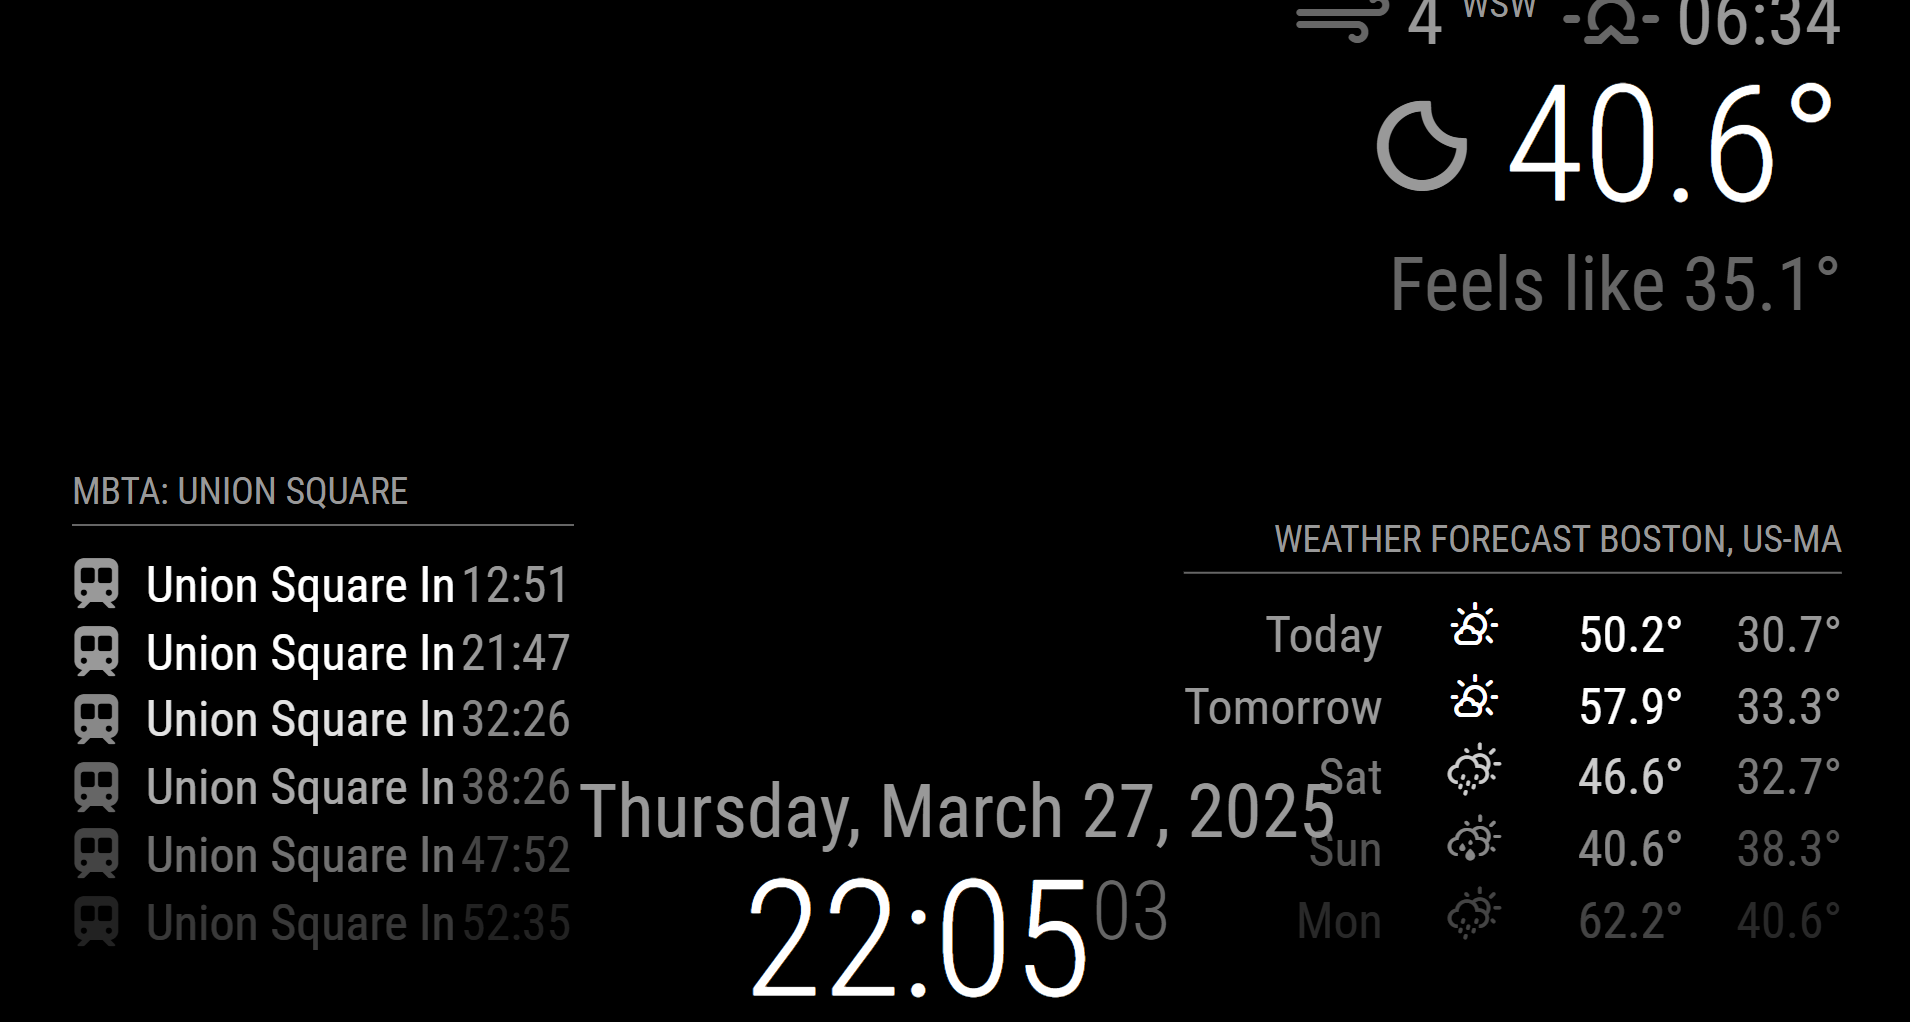 4 WSW 06:34
40.6°
Feels like 35.1°
MBTA: UNION SQUARE
Union Square In 12:51
Union Square In 21:47
Union Square In 32:26
Union Square In 38:26
Union Square In 47:52
Union Square In 52:35
Thursday, March 27, 2025
22:05 03
WEATHER FORECAST BOSTON, US-MA
Today 50.2° 30.7°
Tomorrow 57.9° 33.3°
Sat 46.6° 32.7°
Sun 40.6° 38.3°
Mon 62.2° 40.6°